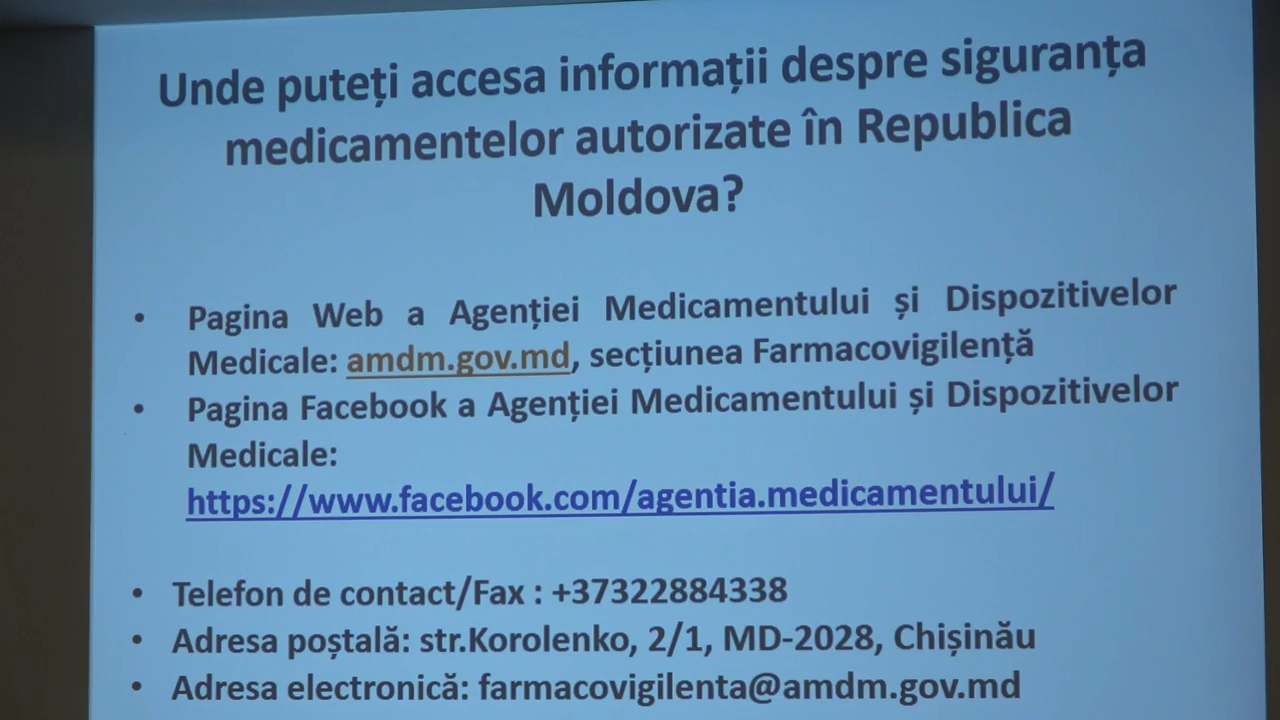 Unde puteți accesa informații despre siguranța
medicamentelor autorizate în Republica
Moldova?
• Pagina Web a Agenției Medicamentului și Dispozitivelor
Medicale: amdm.gov.md, secțiunea Farmacovigilență
• Pagina Facebook a Agenției Medicamentului și Dispozitivelor
Medicale:
https://www.facebook.com/agentia.medicamentului/
• Telefon de contact/Fax : +37322884338
• Adresa poștală: str.Korolenko, 2/1, MD-2028, Chișinău
• Adresa electronică: farmacovigilenta@amdm.gov.md